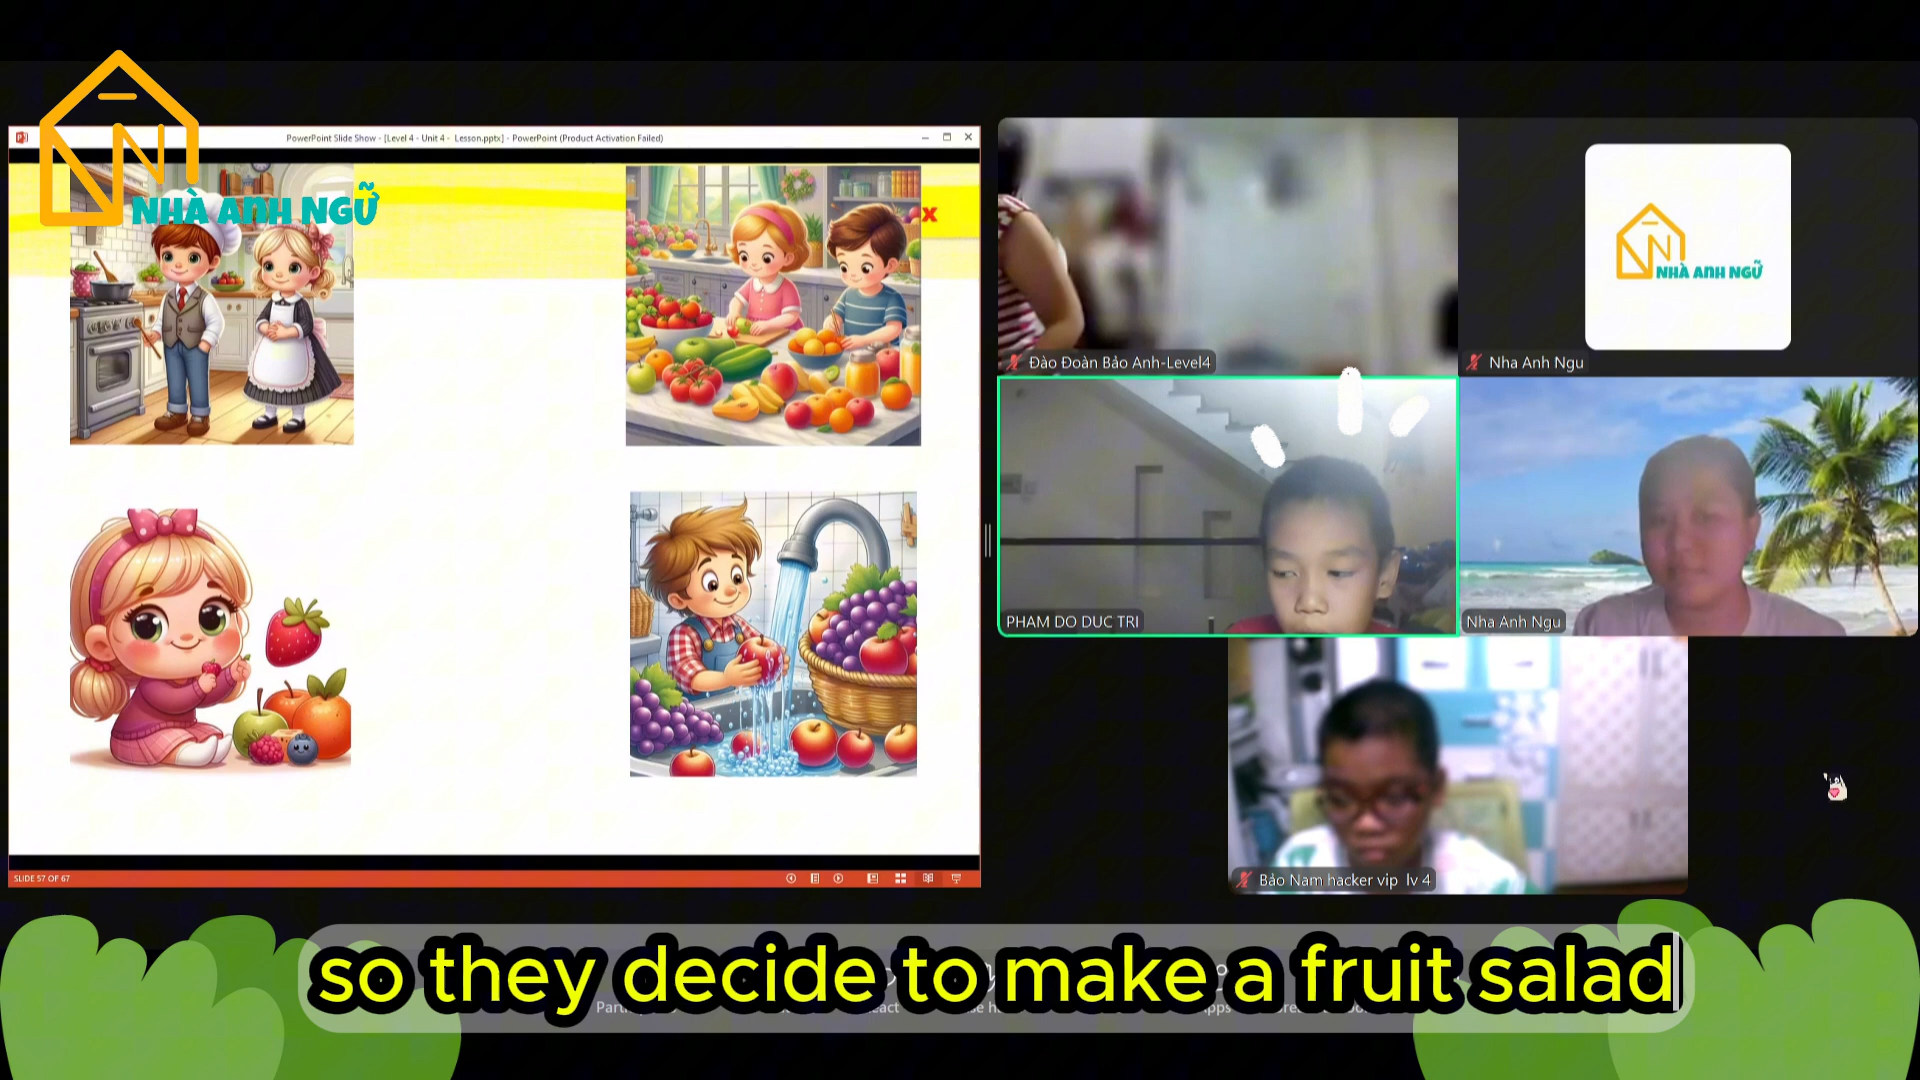 NHÀ ANH NGỮ
PowerPoint Slide Show - [Level 4 - Unit 4 - Lesson.pptx] - PowerPoint (Product Activation Failed)
X
SLIDE 57 OF 67
Đào Đoàn Bảo Anh-Level4
NHÀ ANH NGỮ
Nha Anh Ngu
PHAM DO DUC TRI
Nha Anh Ngu
Bảo Nam hacker vip lv 4
so they decide to make a fruit salad